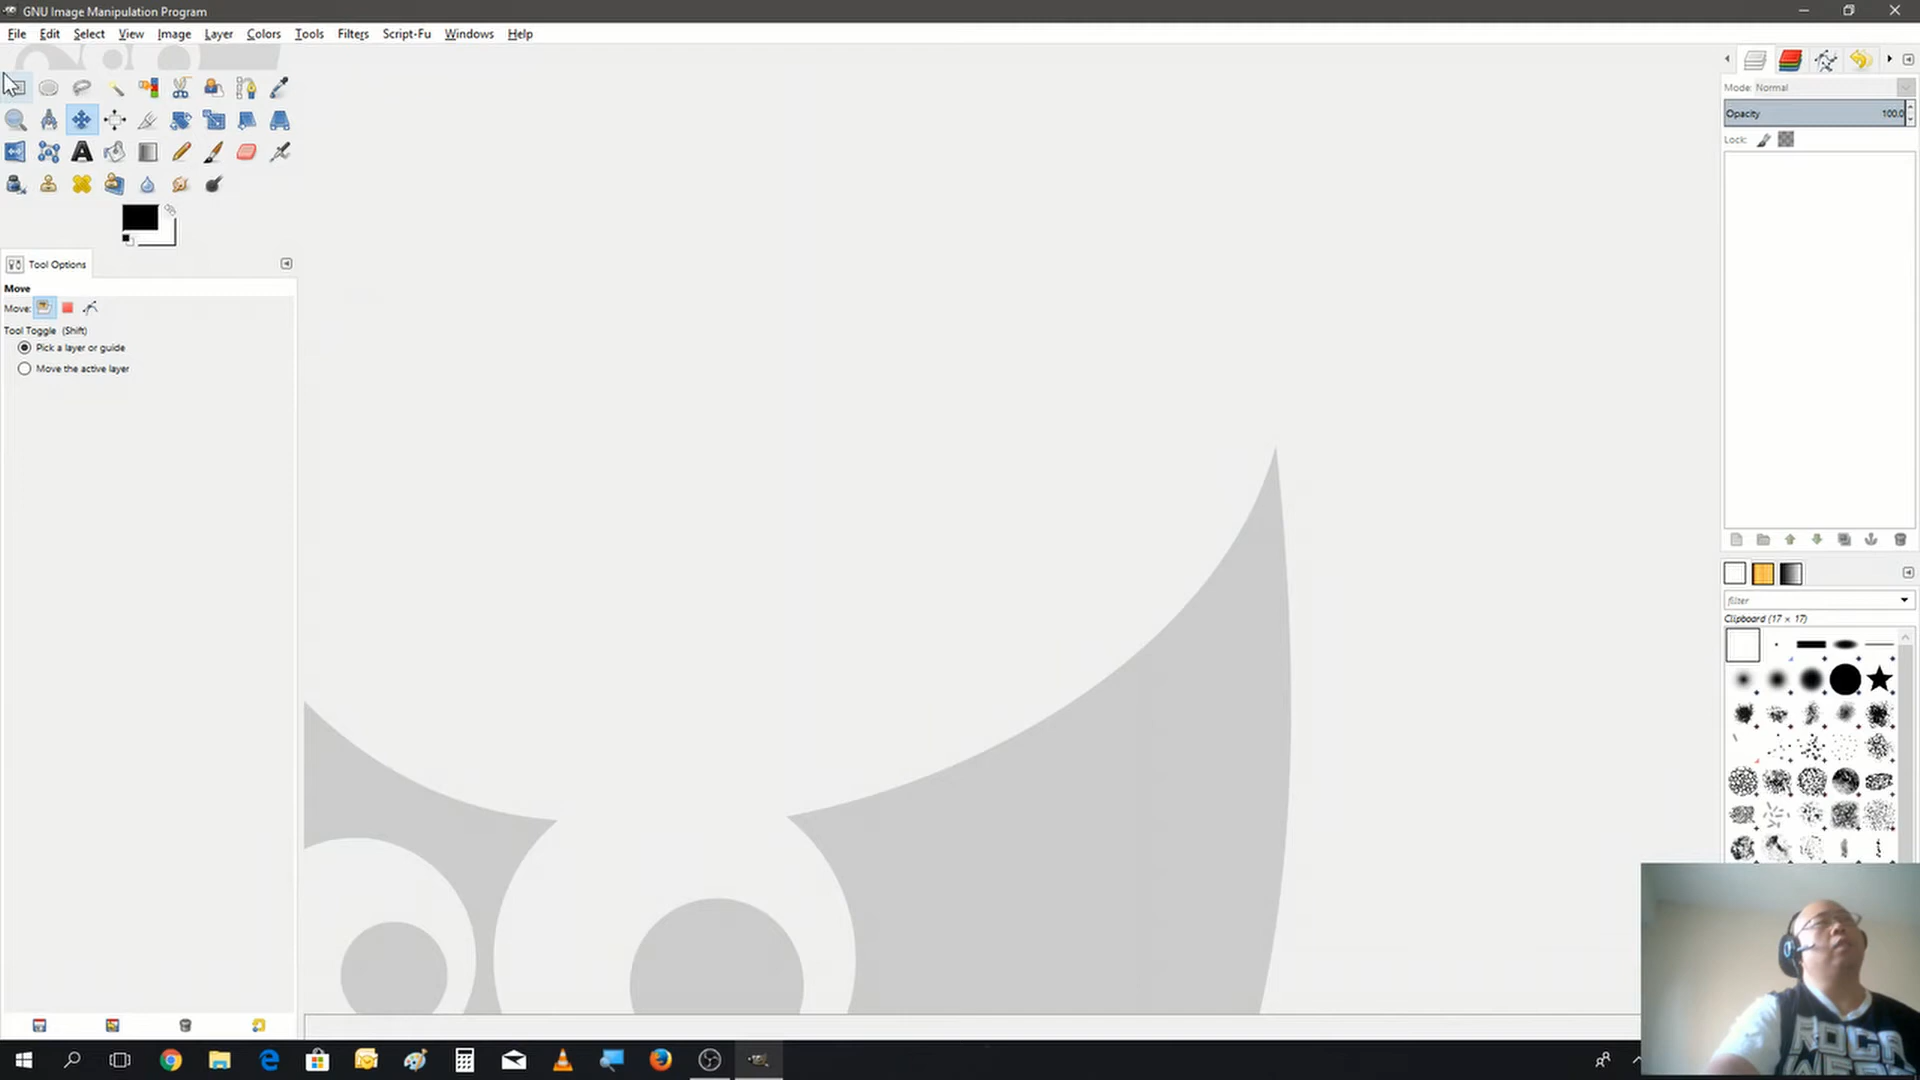 GNU Image Manipulation Program
File Edit Select View Image Layer Colors Tools Filters Script-Fu Windows Help
Mode: Normal
Opacity 100.0
Lock:
Tool Options
Move
Move:
Tool Toggle (Shift)
Pick a layer or guide
Move the active layer
filter
Clipboard (17 × 17)
ROCA
WEAR